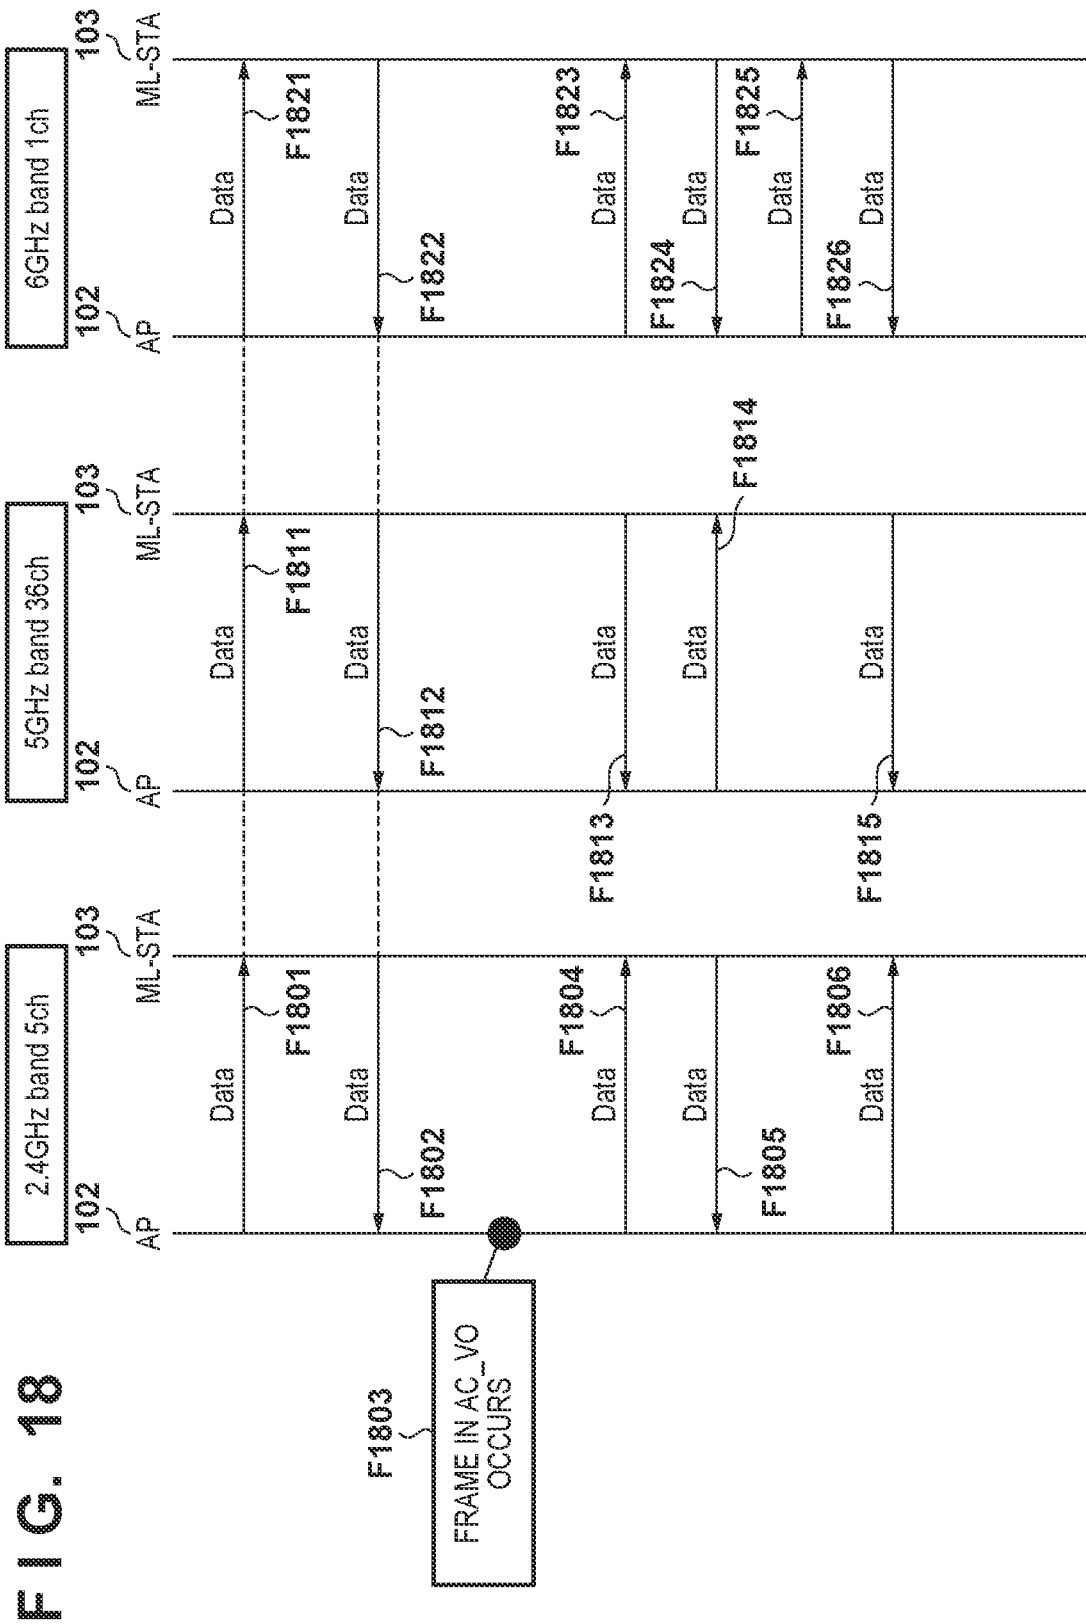 FIG. 18
2.4GHz band 5ch
5GHz band 36ch
6GHz band 1ch
102
103
102
103
102
103
AP
ML-STA
AP
ML-STA
AP
ML-STA
Data
F1801
Data
F1811
Data
F1821
Data
F1802
Data
F1812
Data
F1822
F1803
FRAME IN AC_VO
OCCURS
Data
F1804
Data
F1813
Data
F1823
Data
F1805
Data
F1814
Data
F1824
Data
F1825
Data
F1806
Data
F1815
Data
F1826